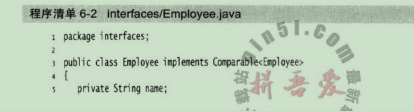 程序清单 6-2 interfaces/Employee.java
1 package interfaces;
2
3 public class Employee implements Comparable<Employee>
4 {
5 private String name;